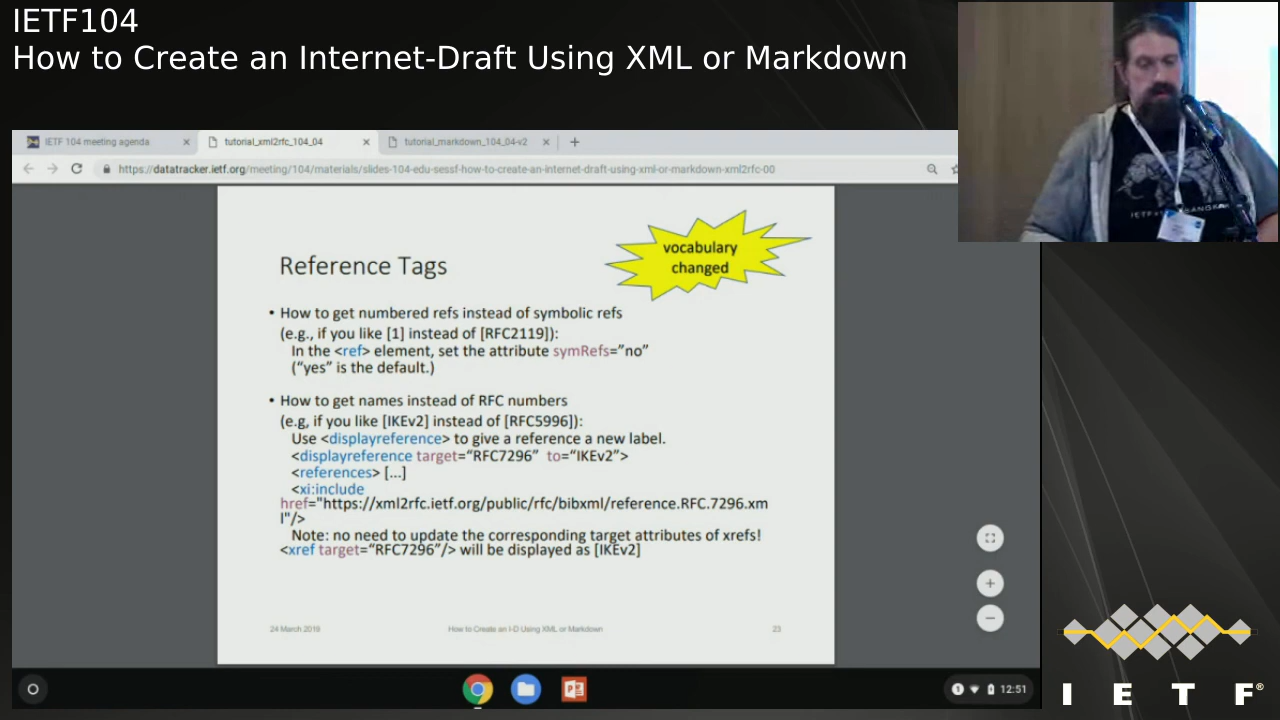 IETF104
How to Create an Internet-Draft Using XML or Markdown
IETF 104 meeting agenda
tutorial_xml2rfc_104_04
tutorial_markdown_104_04-v2
https://datatracker.ietf.org/meeting/104/materials/slides-104-edu-sessf-how-to-create-an-internet-draft-using-xml-or-markdown-xml2rfc-00
vocabulary
changed
Reference Tags
• How to get numbered refs instead of symbolic refs
(e.g., if you like [1] instead of [RFC2119]):
In the <ref> element, set the attribute symRefs="no"
("yes" is the default.)
• How to get names instead of RFC numbers
(e.g, if you like [IKEv2] instead of [RFC5996]):
Use <displayreference> to give a reference a new label.
<displayreference target="RFC7296" to="IKEv2">
<references> [...]
<xi:include
href="https://xml2rfc.ietf.org/public/rfc/bibxml/reference.RFC.7296.xm
l"/>
Note: no need to update the corresponding target attributes of xrefs!
<xref target="RFC7296"/> will be displayed as [IKEv2]
24 March 2019
How to Create an I-D Using XML or Markdown
23
12:51
IETF®